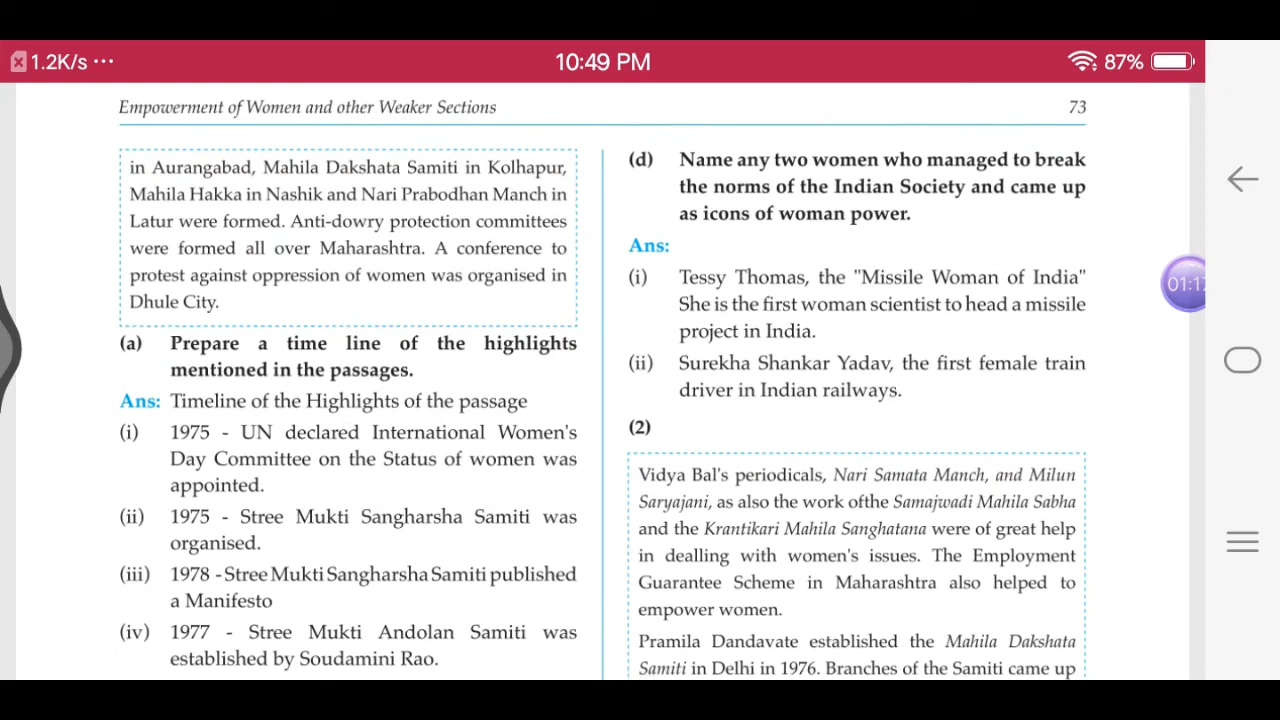 1.2K/s ...
10:49 PM
87%
Empowerment of Women and other Weaker Sections
73
in Aurangabad, Mahila Dakshata Samiti in Kolhapur,
Mahila Hakka in Nashik and Nari Prabodhan Manch in
Latur were formed. Anti-dowry protection committees
were formed all over Maharashtra. A conference to
protest against oppression of women was organised in
Dhule City.
(a) Prepare a time line of the highlights
mentioned in the passages.
Ans: Timeline of the Highlights of the passage
(i) 1975 - UN declared International Women's
Day Committee on the Status of women was
appointed.
(ii) 1975 - Stree Mukti Sangharsha Samiti was
organised.
(iii) 1978 - Stree Mukti Sangharsha Samiti published
a Manifesto
(iv) 1977 - Stree Mukti Andolan Samiti was
established by Soudamini Rao.
(d) Name any two women who managed to break
the norms of the Indian Society and came up
as icons of woman power.
Ans:
(i) Tessy Thomas, the "Missile Woman of India"
She is the first woman scientist to head a missile
project in India.
(ii) Surekha Shankar Yadav, the first female train
driver in Indian railways.
(2)
Vidya Bal's periodicals, Nari Samata Manch, and Milun
Saryajani, as also the work ofthe Samajwadi Mahila Sabha
and the Krantikari Mahila Sanghatana were of great help
in dealling with women's issues. The Employment
Guarantee Scheme in Maharashtra also helped to
empower women.
Pramila Dandavate established the Mahila Dakshata
Samiti in Delhi in 1976. Branches of the Samiti came up